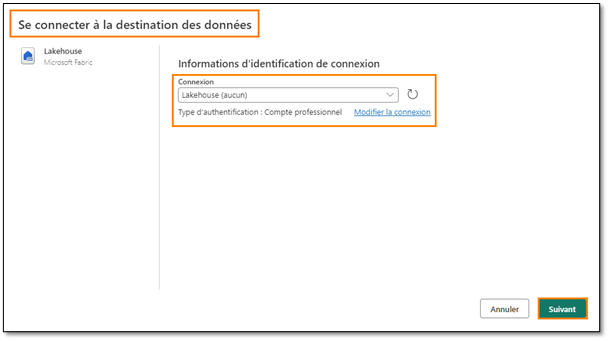 Se connecter à la destination des données
Lakehouse
Microsoft Fabric
Informations d'identification de connexion
Connexion
Lakehouse (aucun)
Type d'authentification : Compte professionnel Modifier la connexion
Annuler Suivant